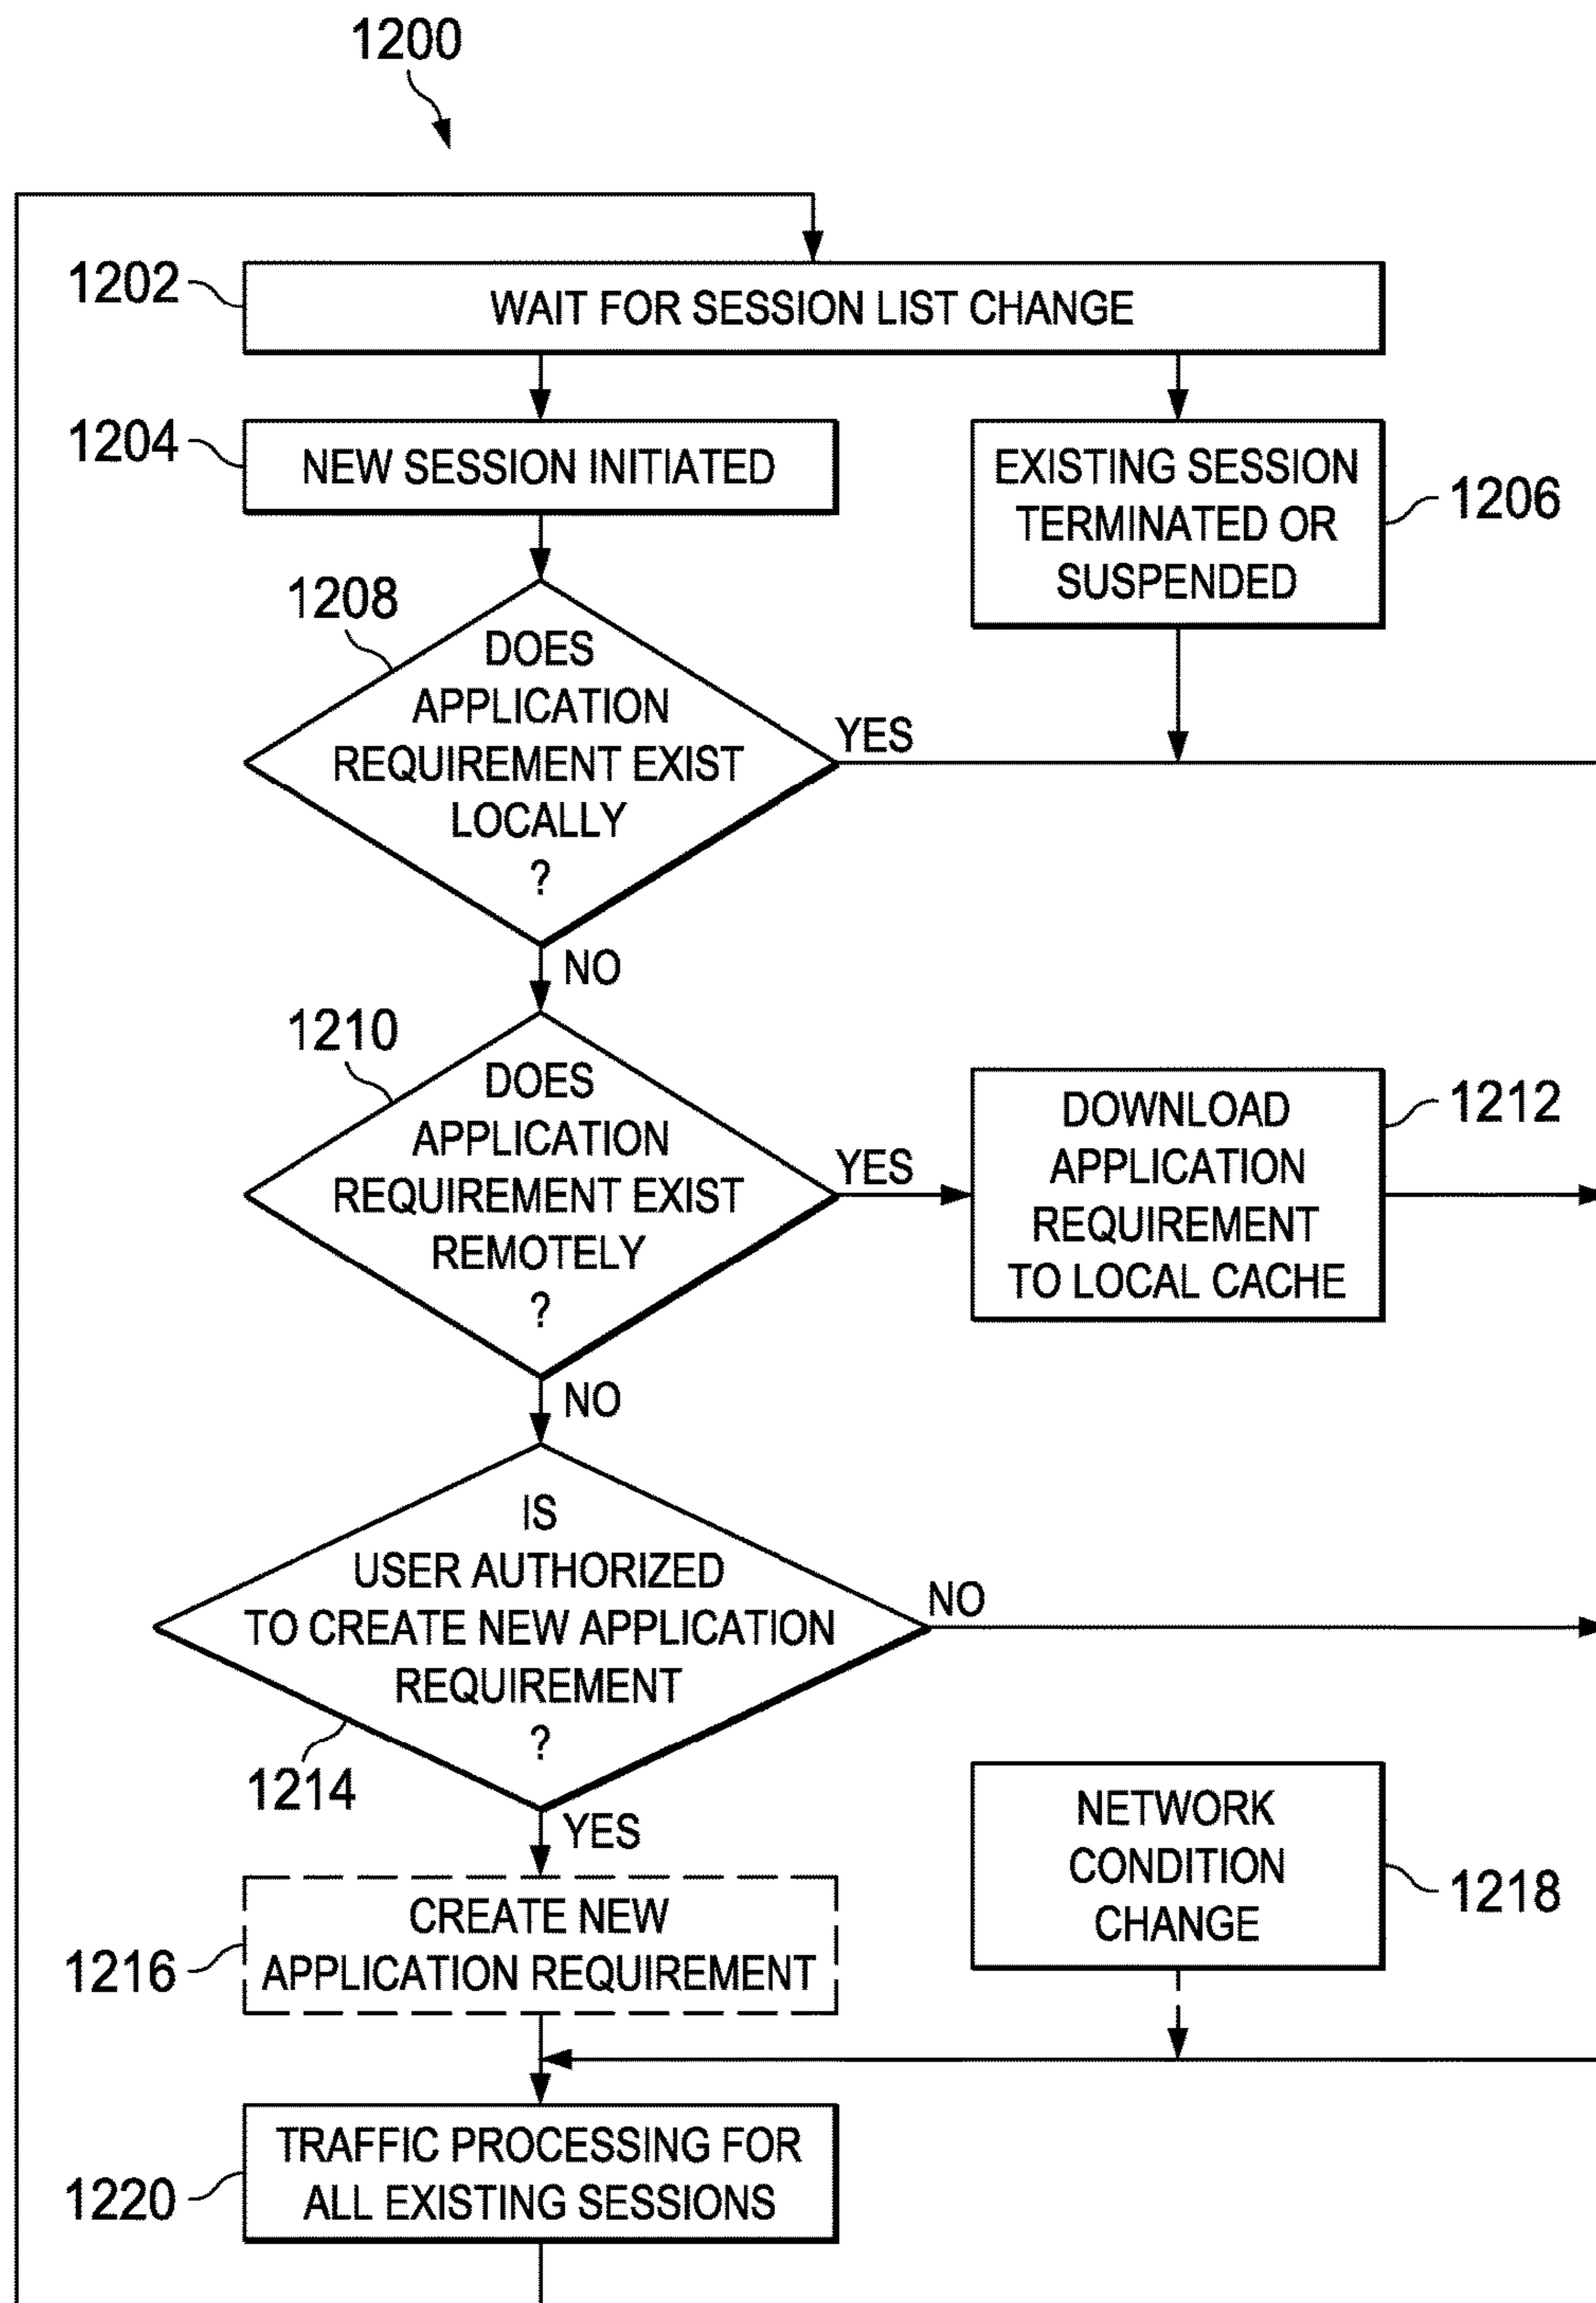 1200
1202
WAIT FOR SESSION LIST CHANGE
1204
NEW SESSION INITIATED
EXISTING SESSION
TERMINATED OR
SUSPENDED
1206
1208
DOES
APPLICATION
REQUIREMENT EXIST
LOCALLY
?
YES
NO
1210
DOES
APPLICATION
REQUIREMENT EXIST
REMOTELY
?
YES
DOWNLOAD
APPLICATION
REQUIREMENT
TO LOCAL CACHE
1212
NO
IS
USER AUTHORIZED
TO CREATE NEW APPLICATION
REQUIREMENT
?
NO
1214
YES
NETWORK
CONDITION
CHANGE
1218
1216
CREATE NEW
APPLICATION REQUIREMENT
1220
TRAFFIC PROCESSING FOR
ALL EXISTING SESSIONS